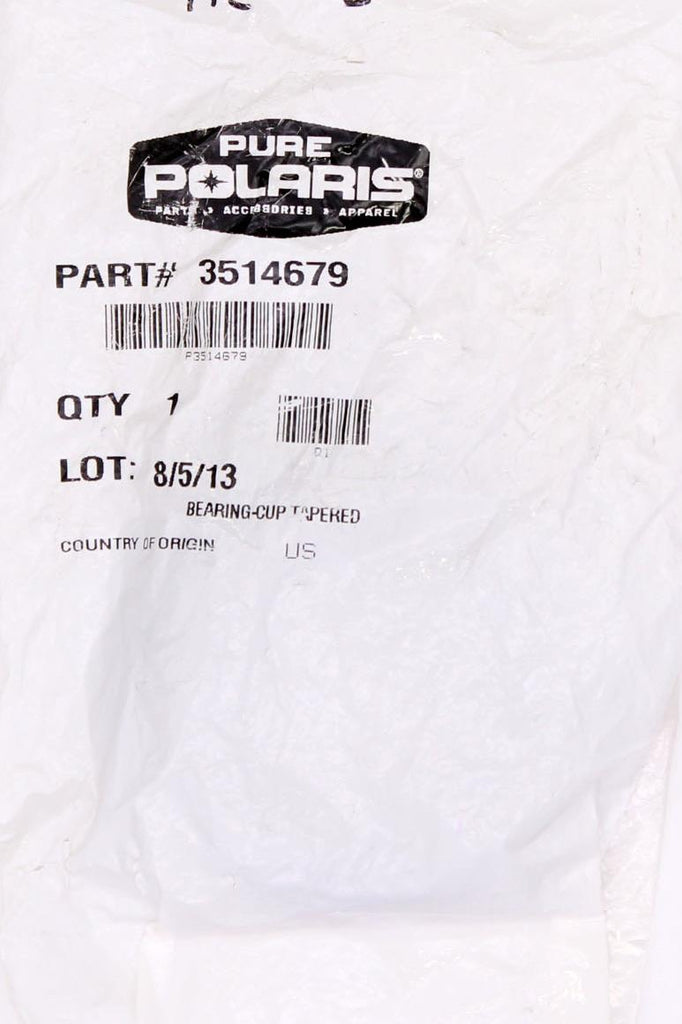 PURE
POLARIS®
PARTS ACCESSORIES APPAREL
PART# 3514679
P3514679
QTY 1
Q1
LOT: 8/5/13
BEARING-CUP TAPERED
COUNTRY OF ORIGIN US